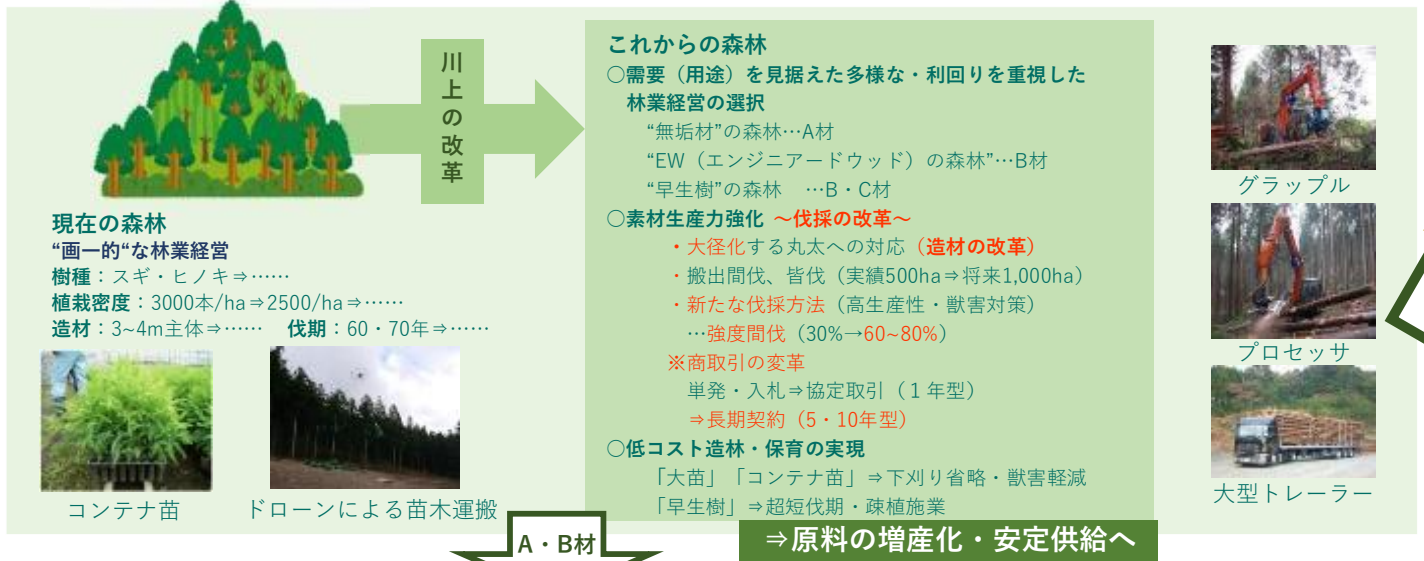 川上の改革
現在の森林
“画一的“な林業経営
樹種：スギ・ヒノキ⇒……
植栽密度：3000本/ha⇒2500/ha⇒……
造材：3~4m主体⇒…… 伐期：60・70年⇒……
コンテナ苗
ドローンによる苗木運搬
これからの森林
○需要（用途）を見据えた多様な・利回りを重視した
林業経営の選択
“無垢材”の森林…A材
“EW（エンジニアードウッド）の森林”…B材
“早生樹”の森林 …B・C材
○素材生産力強化 ～伐採の改革～
・大径化する丸太への対応（造材の改革）
・搬出間伐、皆伐（実績500ha⇒将来1,000ha）
・新たな伐採方法（高生産性・獣害対策）
…強度間伐（30%→60~80%）
※商取引の変革
単発・入札⇒協定取引（１年型）
⇒長期契約（5・10年型）
○低コスト造林・保育の実現
「大苗」「コンテナ苗」⇒下刈り省略・獣害軽減
「早生樹」⇒超短伐期・疎植施業
グラップル
プロセッサ
大型トレーラー
A・B材
⇒原料の増産化・安定供給へ